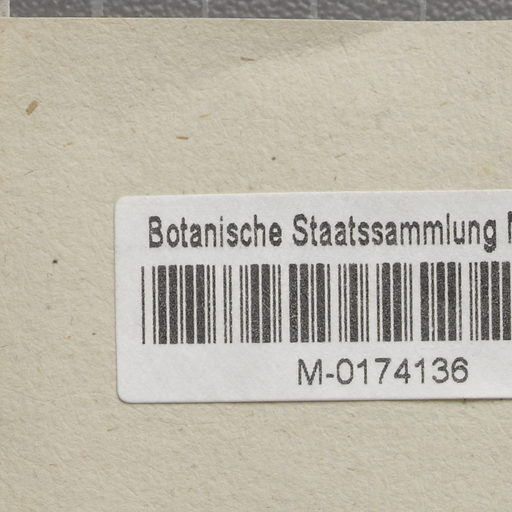 Botanische Staatssammlung
M-0174136